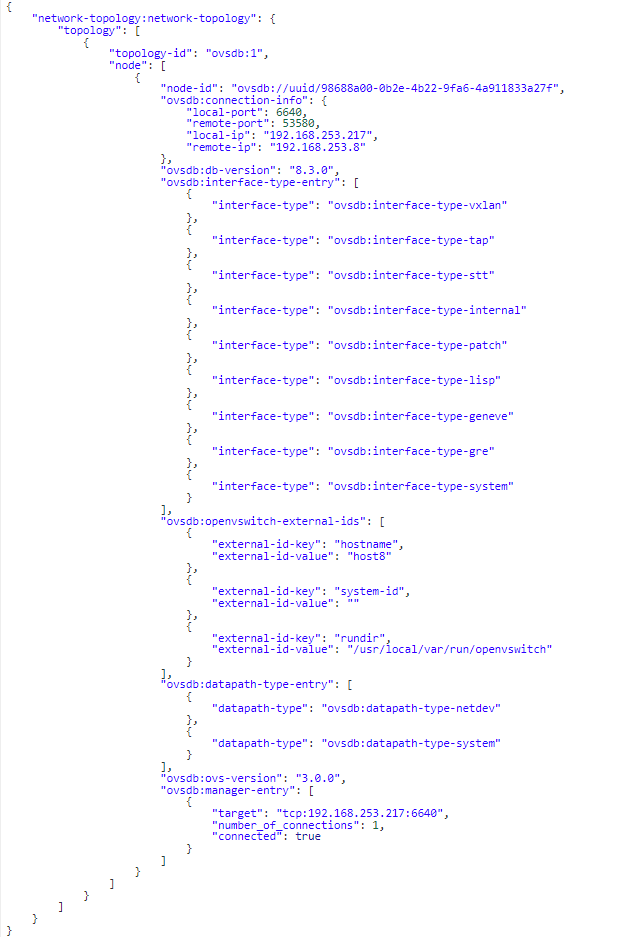 {
    "network-topology:network-topology": {
        "topology": [
            {
                "topology-id": "ovsdb:1",
                "node": [
                    {
                        "node-id": "ovsdb://uuid/98688a00-0b2e-4b22-9fa6-4a911833a27f",
                        "ovsdb:connection-info": {
                            "local-port": 6640,
                            "remote-port": 53580,
                            "local-ip": "192.168.253.217",
                            "remote-ip": "192.168.253.8"
                        },
                        "ovsdb:db-version": "8.3.0",
                        "ovsdb:interface-type-entry": [
                            {
                                "interface-type": "ovsdb:interface-type-vxlan"
                            },
                            {
                                "interface-type": "ovsdb:interface-type-tap"
                            },
                            {
                                "interface-type": "ovsdb:interface-type-stt"
                            },
                            {
                                "interface-type": "ovsdb:interface-type-internal"
                            },
                            {
                                "interface-type": "ovsdb:interface-type-patch"
                            },
                            {
                                "interface-type": "ovsdb:interface-type-lisp"
                            },
                            {
                                "interface-type": "ovsdb:interface-type-geneve"
                            },
                            {
                                "interface-type": "ovsdb:interface-type-gre"
                            },
                            {
                                "interface-type": "ovsdb:interface-type-system"
                            }
                        ],
                        "ovsdb:openvswitch-external-ids": [
                            {
                                "external-id-key": "hostname",
                                "external-id-value": "host8"
                            },
                            {
                                "external-id-key": "system-id",
                                "external-id-value": ""
                            },
                            {
                                "external-id-key": "rundir",
                                "external-id-value": "/usr/local/var/run/openvswitch"
                            }
                        ],
                        "ovsdb:datapath-type-entry": [
                            {
                                "datapath-type": "ovsdb:datapath-type-netdev"
                            },
                            {
                                "datapath-type": "ovsdb:datapath-type-system"
                            }
                        ],
                        "ovsdb:ovs-version": "3.0.0",
                        "ovsdb:manager-entry": [
                            {
                                "target": "tcp:192.168.253.217:6640",
                                "number_of_connections": 1,
                                "connected": true
                            }
                        ]
                    }
                ]
            }
        ]
    }
}